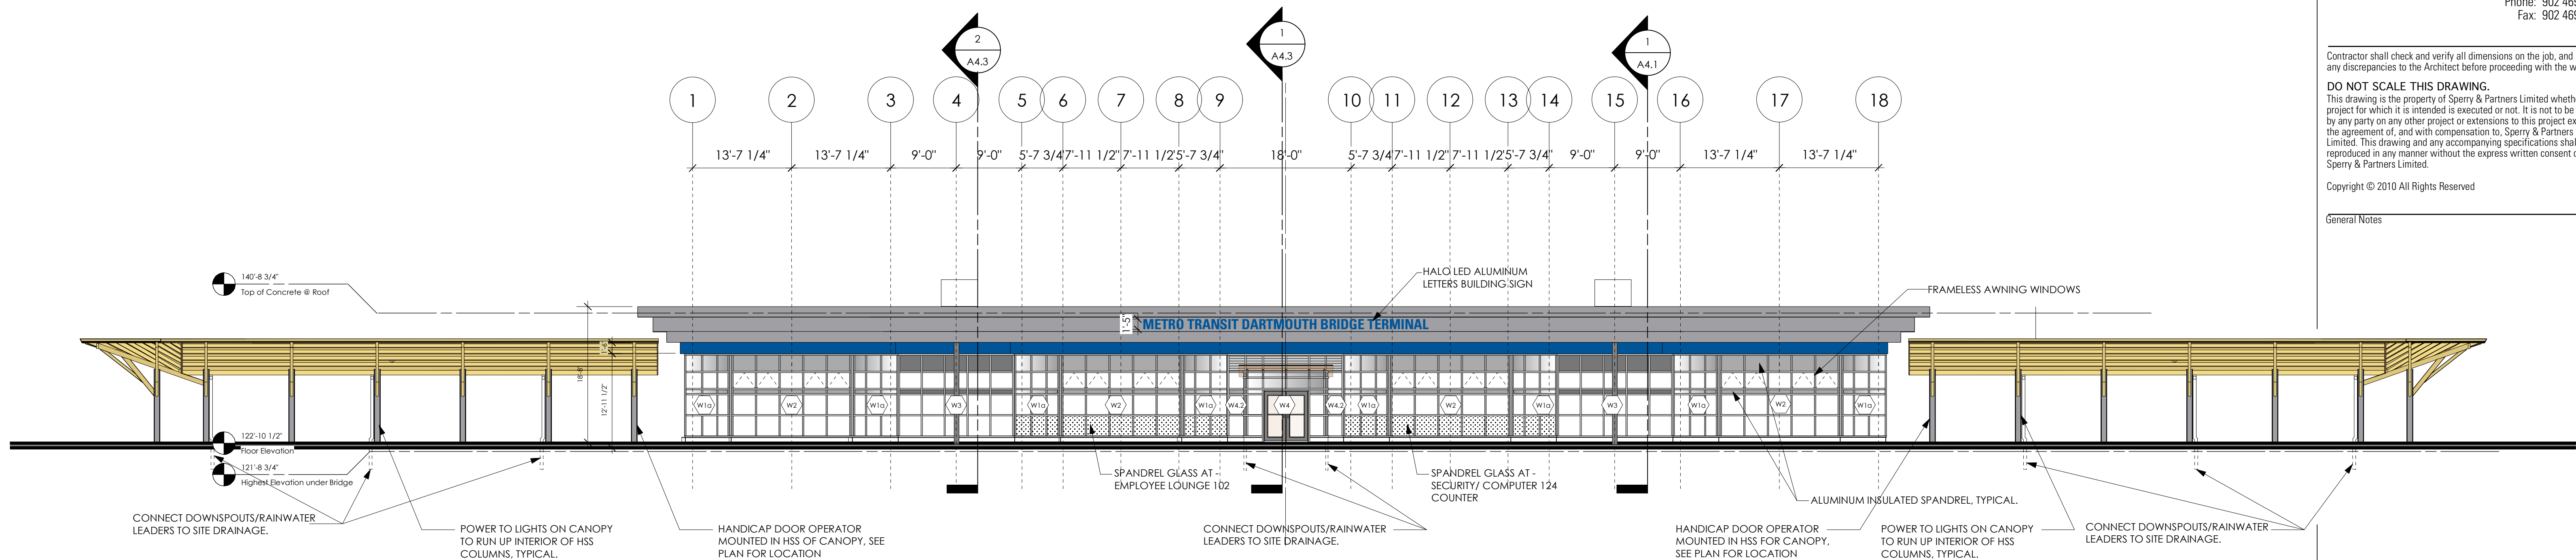 Phone: 902 469
Fax: 902 469
Contractor shall check and verify all dimensions on the job, and
any discrepancies to the Architect before proceeding with the w
DO NOT SCALE THIS DRAWING.
This drawing is the property of Sperry & Partners Limited wheth
project for which it is intended is executed or not. It is not to be
by any party on any other project or extensions to this project ex
the agreement of, and with compensation to, Sperry & Partners
Limited. This drawing and any accompanying specifications shal
reproduced in any manner without the express written consent o
Sperry & Partners Limited.
Copyright © 2010 All Rights Reserved
General Notes
2 A4.3
1 A4.3
1 A4.1
1 2 3 4 5 6 7 8 9 10 11 12 13 14 15 16 17 18
13'-7 1/4" 13'-7 1/4" 9'-0" 9'-0" 5'-7 3/4 7'-11 1/2" 7'-11 1/2 5'-7 3/4" 18'-0" 5'-7 3/4 7'-11 1/2" 7'-11 1/2 5'-7 3/4" 9'-0" 9'-0" 13'-7 1/4" 13'-7 1/4"
140'-8 3/4"
Top of Concrete @ Roof
HALO LED ALUMINUM
LETTERS BUILDING SIGN
FRAMELESS AWNING WINDOWS
1'-5"
METRO TRANSIT DARTMOUTH BRIDGE TERMINAL
1'-6"
18'-8"
12'-11 1/2"
W1a W2 W1a W3 W1a W2 W1a W4.2 W4 W4.2 W1a W2 W1a W3 W1a W2 W1a
122'-10 1/2"
Floor Elevation
121'-8 3/4"
Highest Elevation under Bridge
SPANDREL GLASS AT -
EMPLOYEE LOUNGE 102
SPANDREL GLASS AT -
SECURITY/ COMPUTER 124
COUNTER
ALUMINUM INSULATED SPANDREL, TYPICAL.
CONNECT DOWNSPOUTS/RAINWATER
LEADERS TO SITE DRAINAGE.
POWER TO LIGHTS ON CANOPY
TO RUN UP INTERIOR OF HSS
COLUMNS, TYPICAL.
HANDICAP DOOR OPERATOR
MOUNTED IN HSS OF CANOPY, SEE
PLAN FOR LOCATION
CONNECT DOWNSPOUTS/RAINWATER
LEADERS TO SITE DRAINAGE.
HANDICAP DOOR OPERATOR
MOUNTED IN HSS FOR CANOPY,
SEE PLAN FOR LOCATION
POWER TO LIGHTS ON CANOPY
TO RUN UP INTERIOR OF HSS
COLUMNS, TYPICAL.
CONNECT DOWNSPOUTS/RAINWATER
LEADERS TO SITE DRAINAGE.